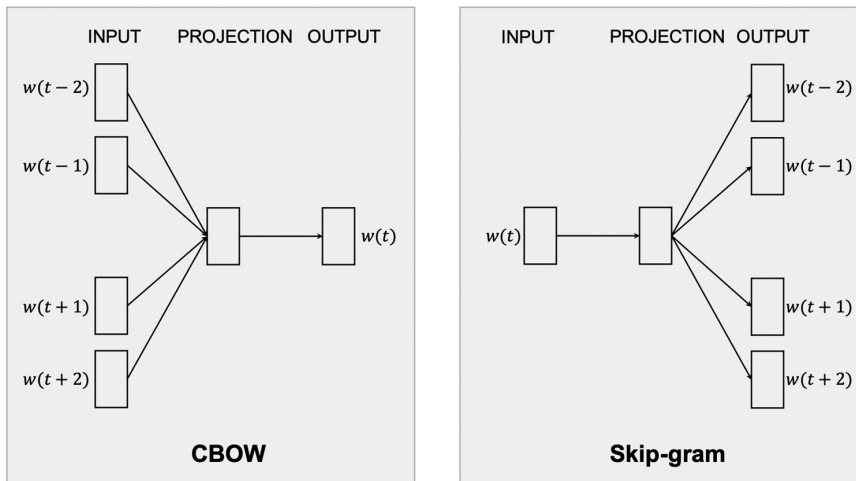 INPUT PROJECTION OUTPUT
w(t − 2)
w(t − 1)
w(t)
w(t + 1)
w(t + 2)
CBOW
INPUT PROJECTION OUTPUT
w(t − 2)
w(t − 1)
w(t)
w(t + 1)
w(t + 2)
Skip-gram